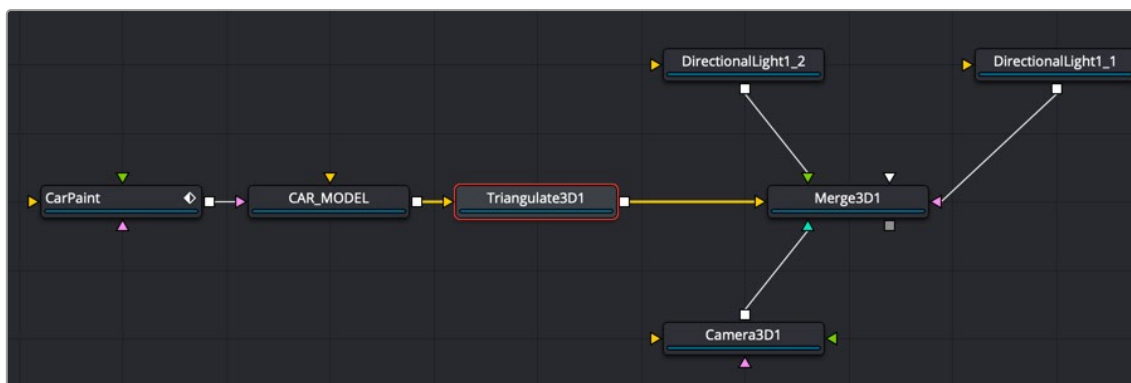 DirectionalLight1_2
DirectionalLight1_1
CarPaint
CAR_MODEL
Triangulate3D1
Merge3D1
Camera3D1